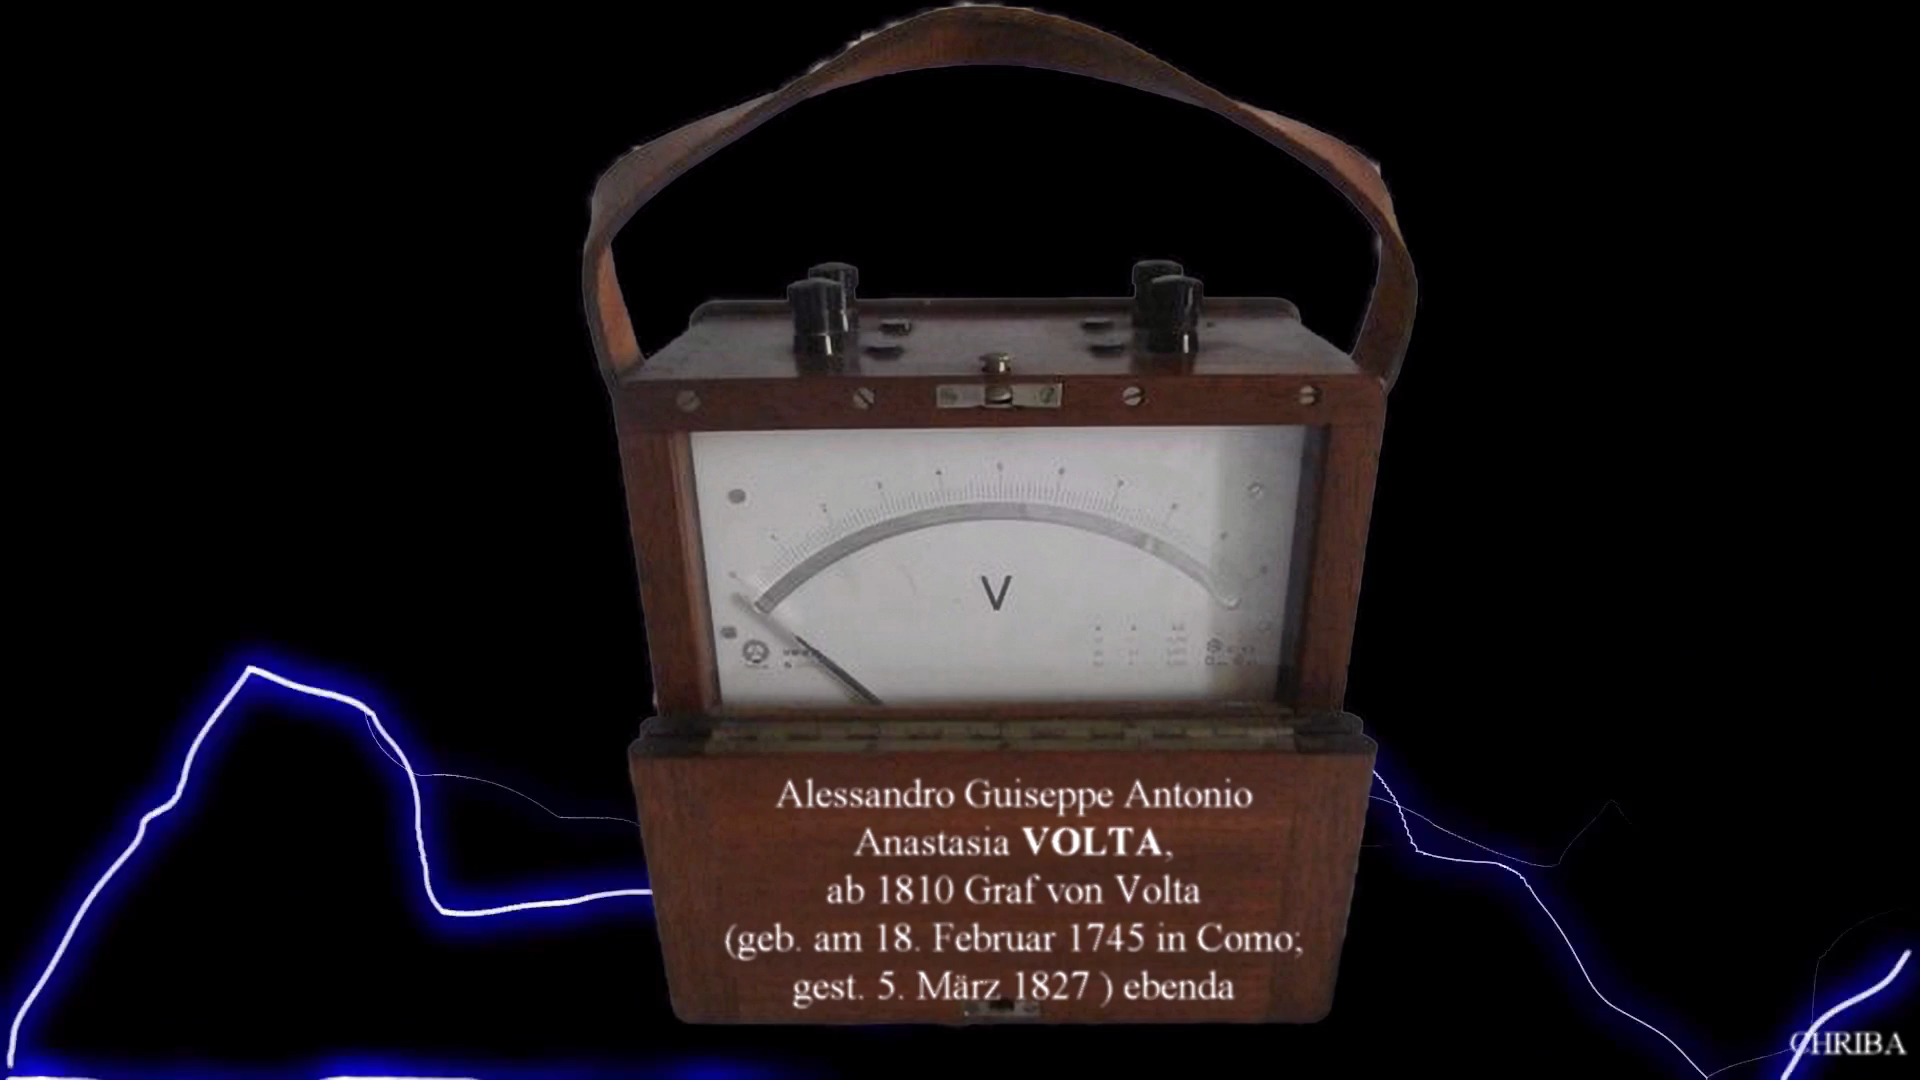 V
Alessandro Guiseppe Antonio
Anastasia VOLTA,
ab 1810 Graf von Volta
(geb. am 18. Februar 1745 in Como;
gest. 5. März 1827 ) ebenda
CHRIBA